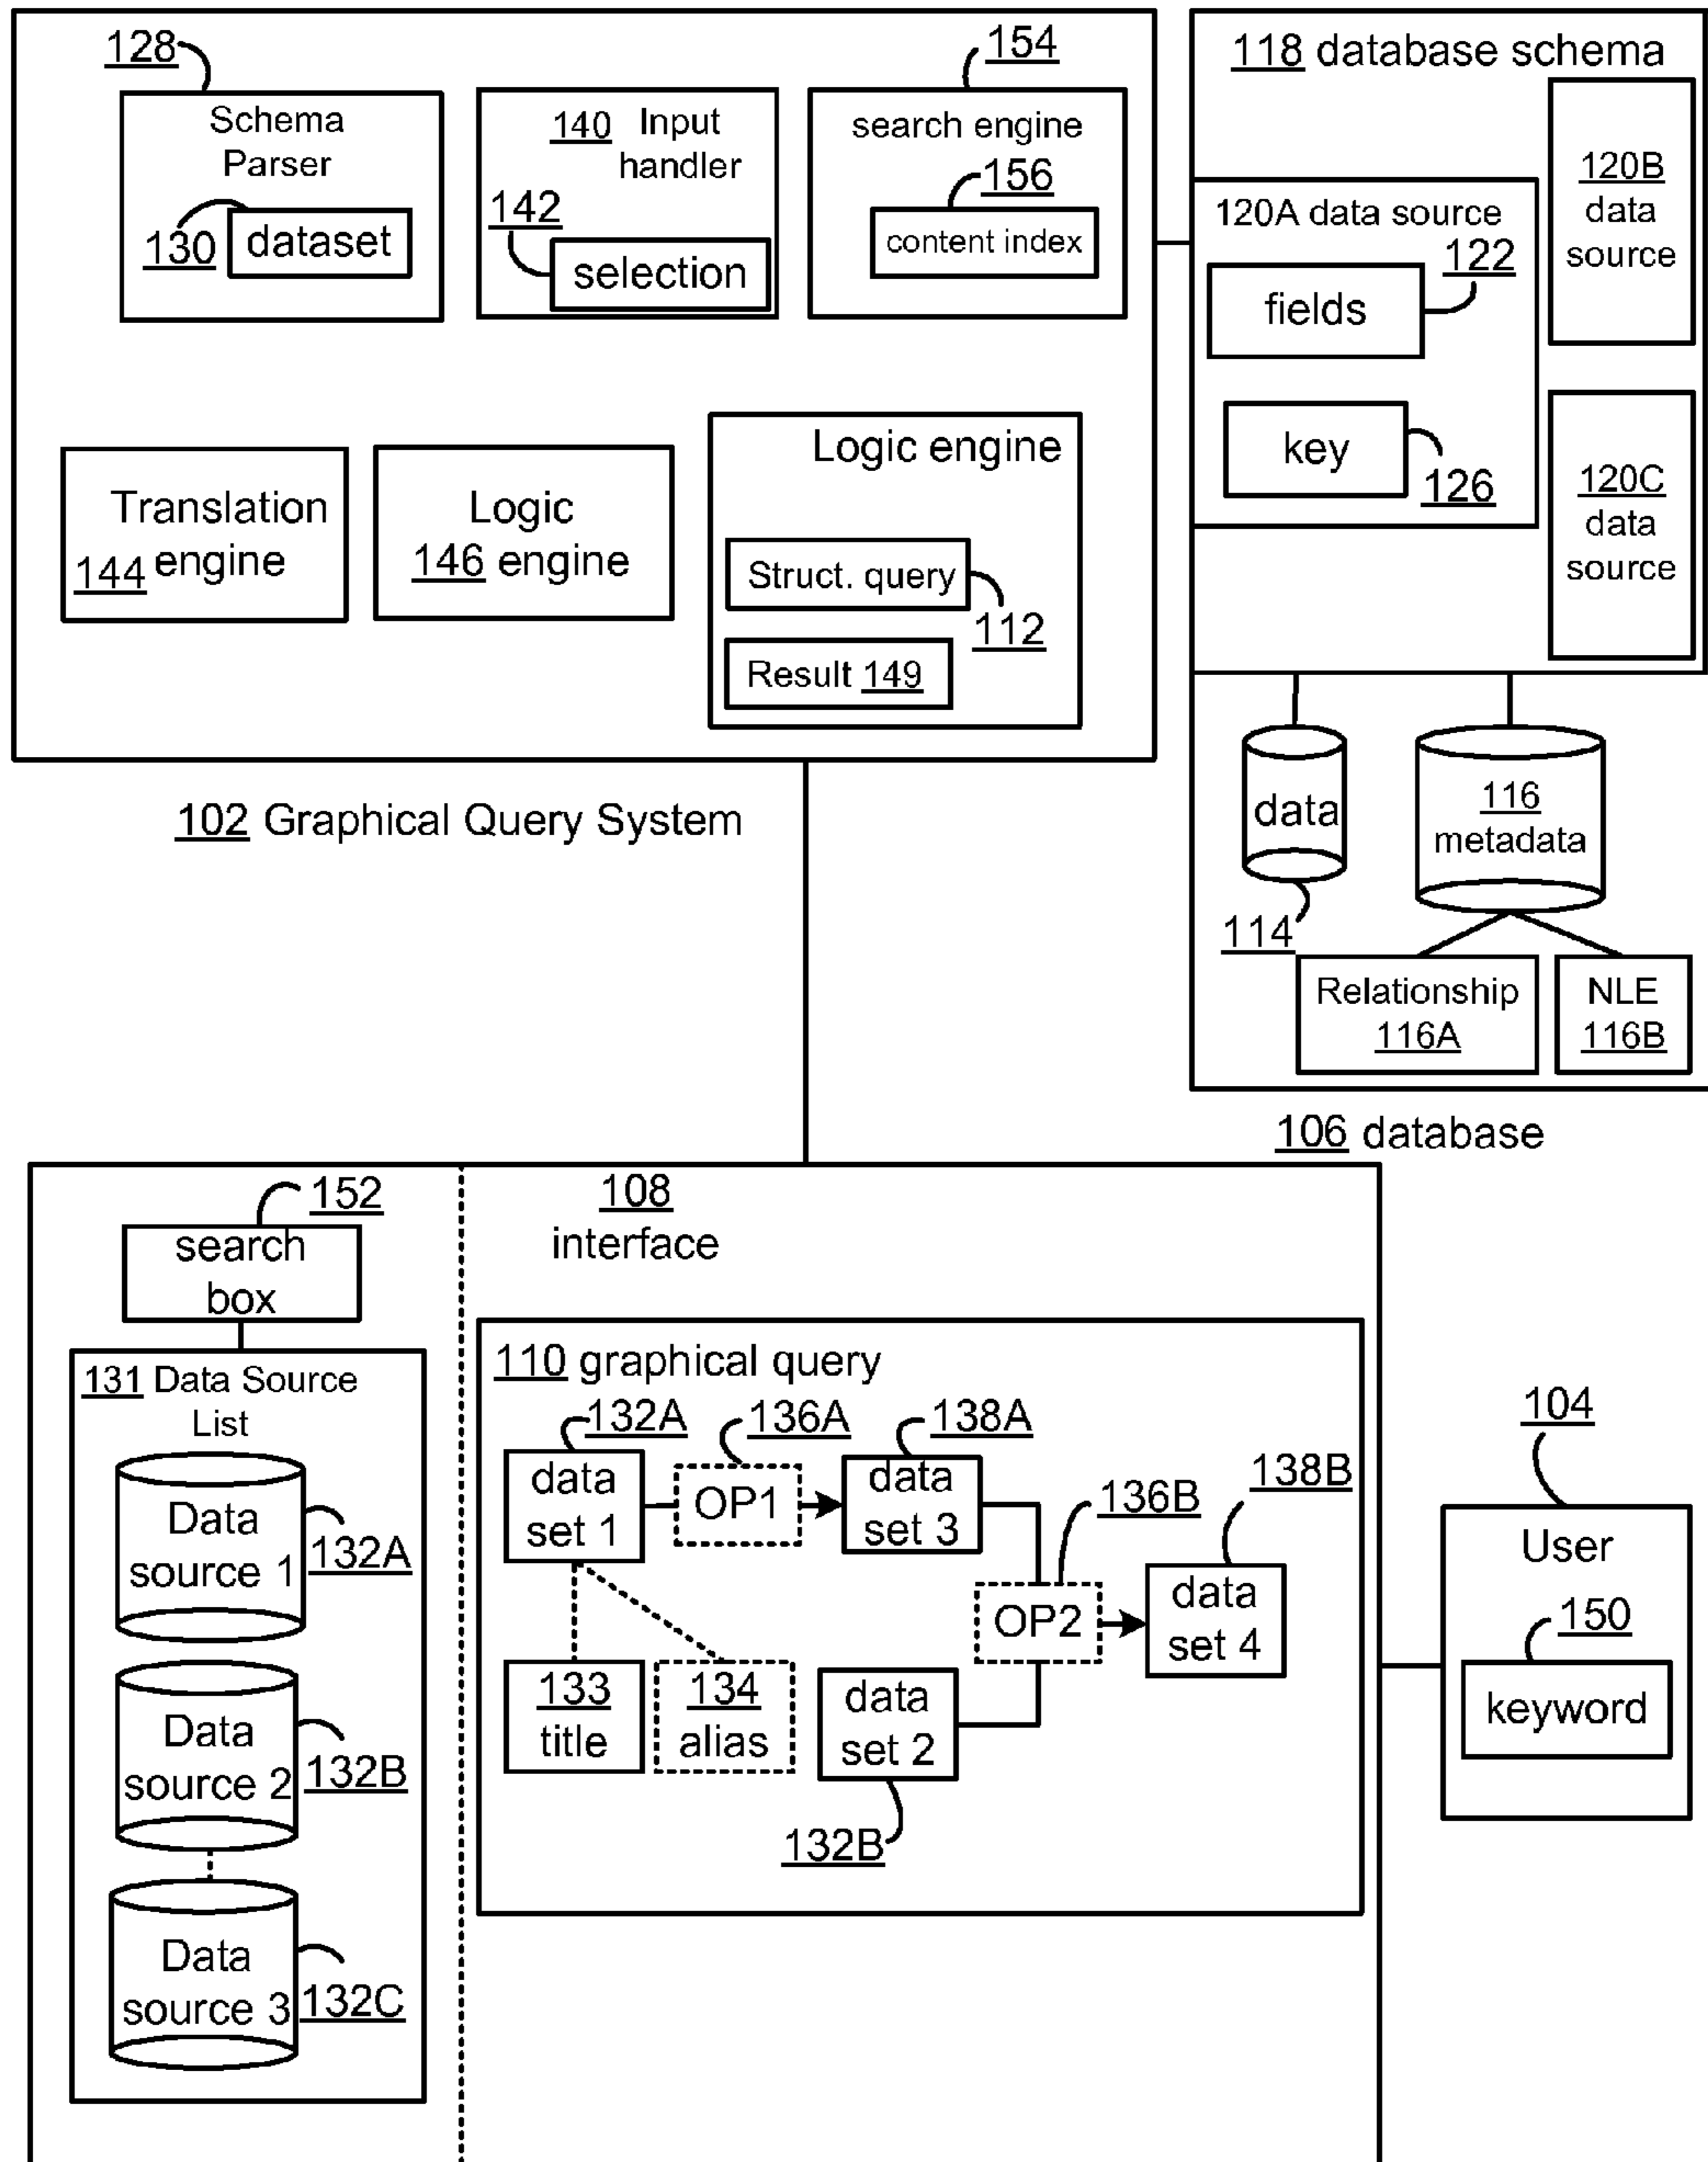 128
Schema
Parser
130
dataset
140 Input
handler
142
selection
154
search engine
156
content index
Translation
144 engine
Logic
146 engine
Logic engine
Struct. query
112
Result 149
102 Graphical Query System
118 database schema
120A data source
122
fields
key
126
120B
data
source
120C
data
source
data
114
116
metadata
Relationship
116A
NLE
116B
106 database
152
search
box
131 Data Source
List
Data
source 1
132A
Data
source 2
132B
Data
source 3
132C
108
interface
110 graphical query
132A
136A
138A
data
set 1
OP1
data
set 3
136B
138B
OP2
data
set 4
133
title
134
alias
data
set 2
132B
104
User
150
keyword